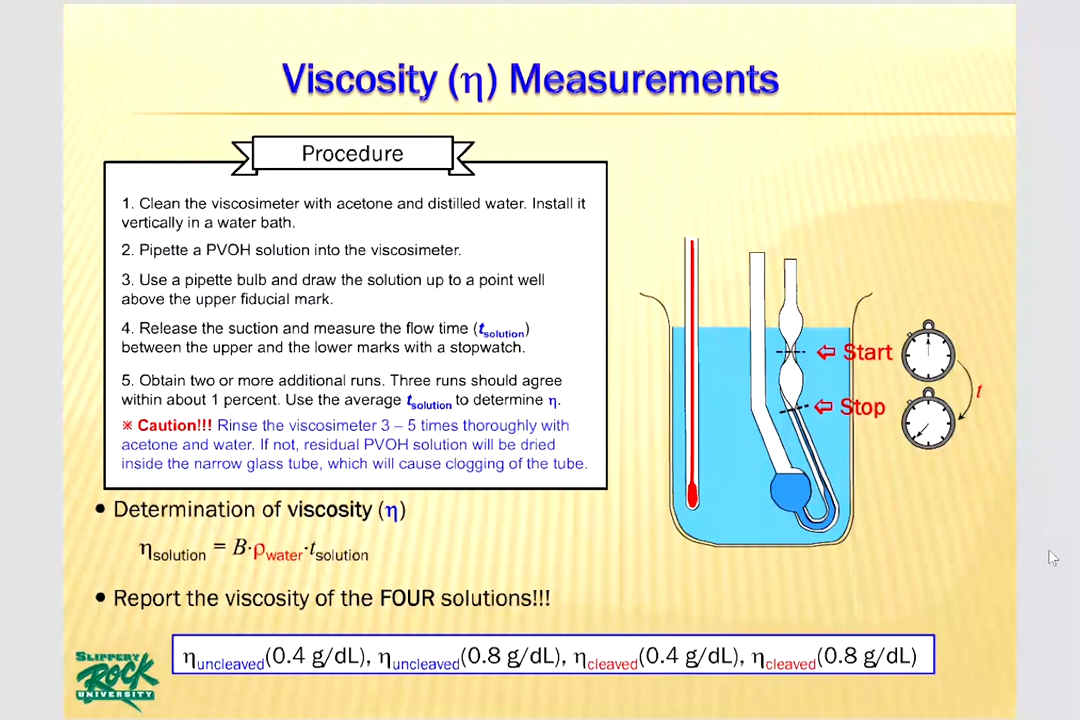 Viscosity (η) Measurements
Procedure
1. Clean the viscosimeter with acetone and distilled water. Install it
vertically in a water bath.
2. Pipette a PVOH solution into the viscosimeter.
3. Use a pipette bulb and draw the solution up to a point well
above the upper fiducial mark.
4. Release the suction and measure the flow time (tsolution)
between the upper and the lower marks with a stopwatch.
5. Obtain two or more additional runs. Three runs should agree
within about 1 percent. Use the average tsolution to determine η.
※ Caution!!! Rinse the viscosimeter 3 – 5 times thoroughly with
acetone and water. If not, residual PVOH solution will be dried
inside the narrow glass tube, which will cause clogging of the tube.
⇦ Start
⇦ Stop
t
• Determination of viscosity (η)
ηsolution = B·ρwater·tsolution
• Report the viscosity of the FOUR solutions!!!
ηuncleaved(0.4 g/dL), ηuncleaved(0.8 g/dL), ηcleaved(0.4 g/dL), ηcleaved(0.8 g/dL)
SLIPPERY
ROCK
UNIVERSITY